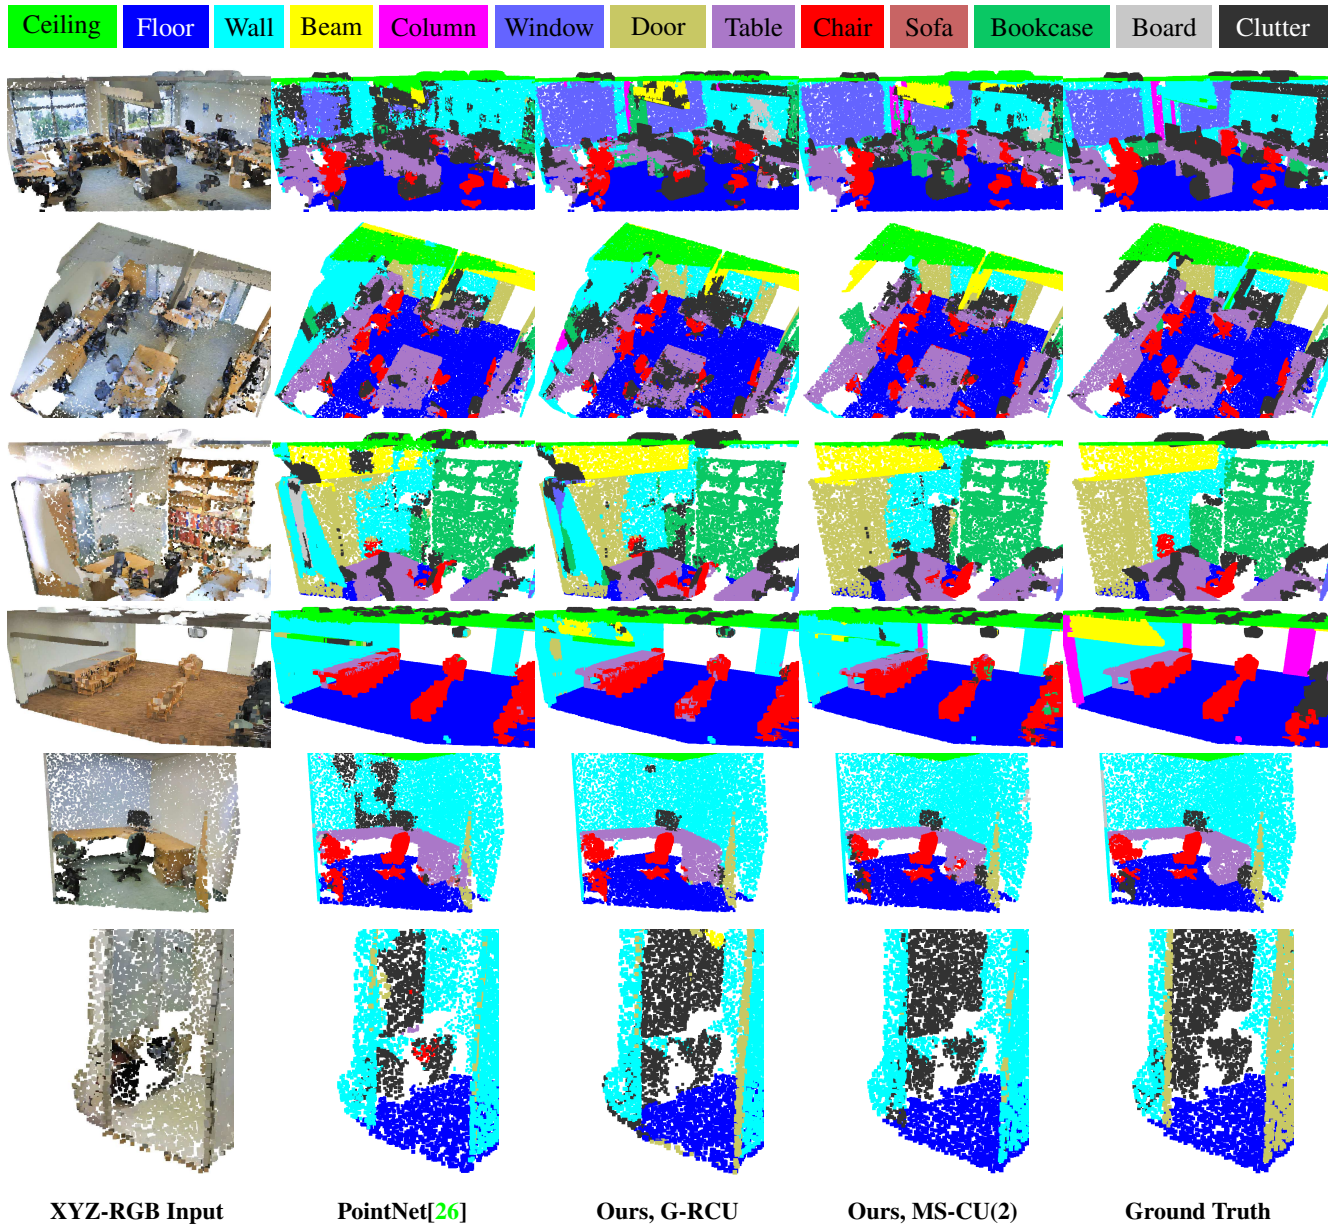 Ceiling Floor Wall Beam Column Window Door Table Chair Sofa Bookcase Board Clutter
XYZ-RGB Input PointNet[26] Ours, G-RCU Ours, MS-CU(2) Ground Truth